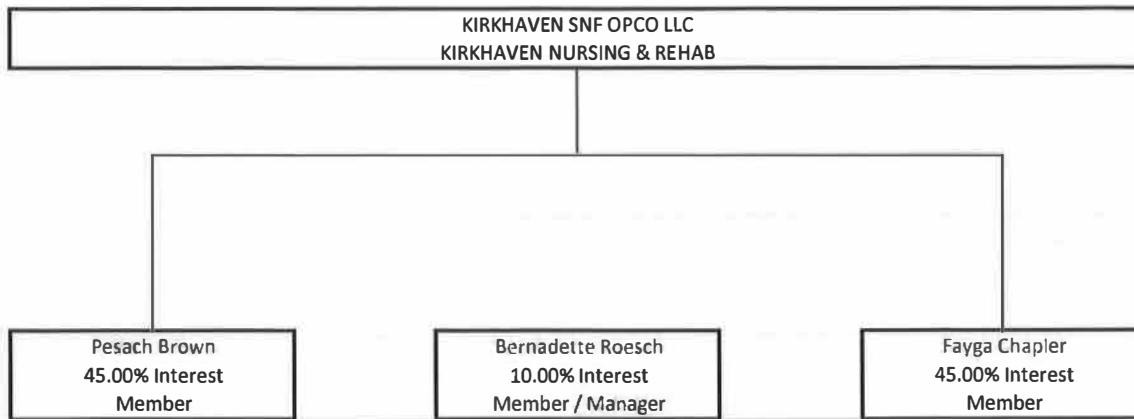 KIRKHAVEN SNF OPCO LLC
KIRKHAVEN NURSING & REHAB
Pesach Brown
45.00% Interest
Member
Bernadette Roesch
10.00% Interest
Member / Manager
Fayga Chapler
45.00% Interest
Member